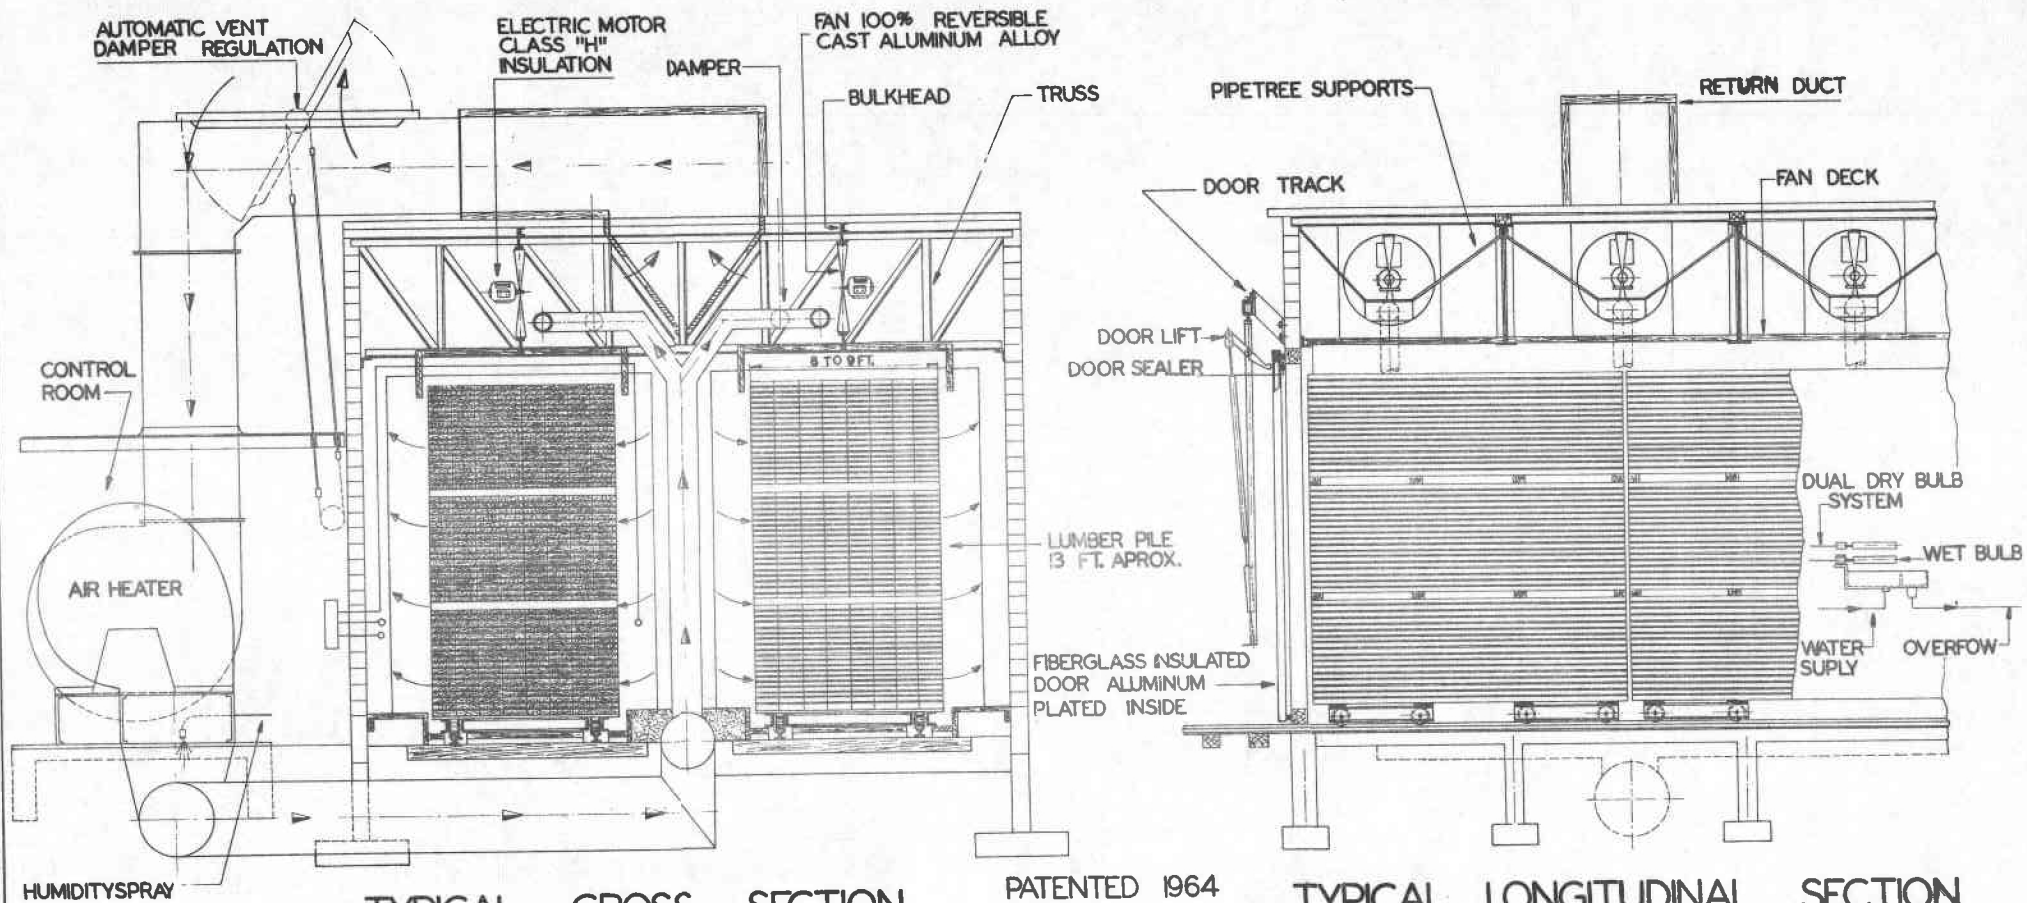 AUTOMATIC VENT
DAMPER REGULATION
ELECTRIC MOTOR
CLASS "H"
INSULATION
DAMPER
FAN 100% REVERSIBLE
CAST ALUMINUM ALLOY
BULKHEAD
TRUSS
CONTROL
ROOM
AIR HEATER
8 TO 9 FT.
LUMBER PILE
13 FT. APROX.
HUMIDITYSPRAY
TYPICAL CROSS SECTION
PATENTED 1964
PIPETREE SUPPORTS
RETURN DUCT
DOOR TRACK
FAN DECK
DOOR LIFT
DOOR SEALER
DUAL DRY BULB
SYSTEM
WET BULB
WATER
SUPLY
OVERFOW
FIBERGLASS INSULATED
DOOR ALUMINUM
PLATED INSIDE
TYPICAL LONGITUDINAL SECTION